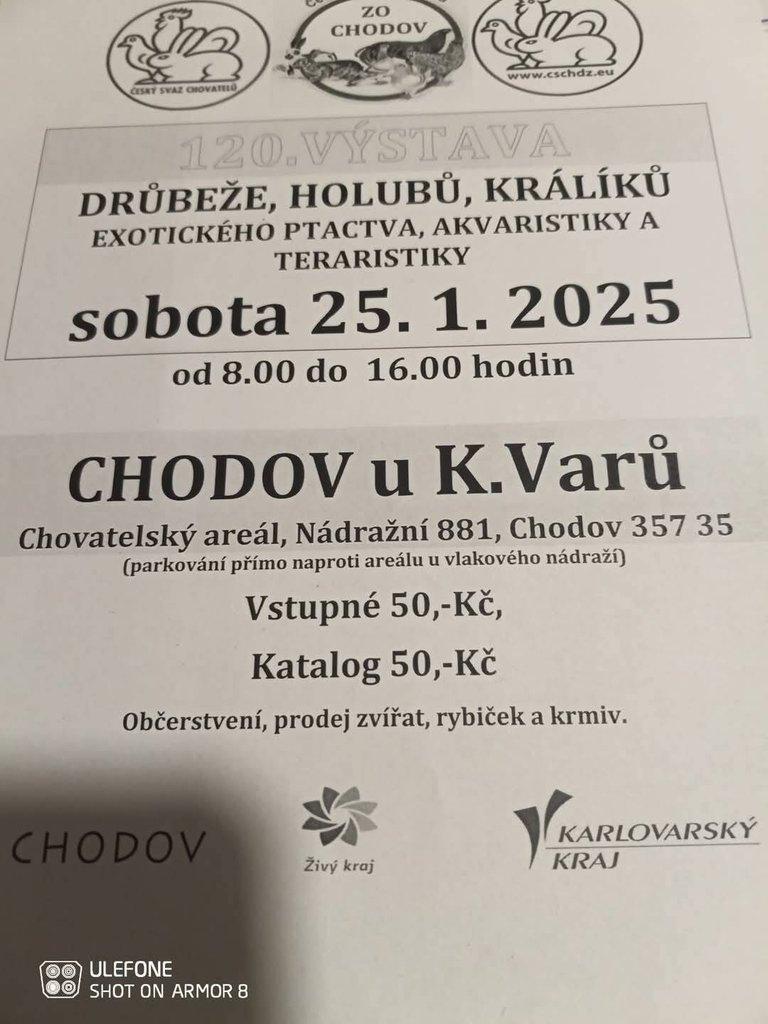 ČESKÝ SVAZ CHOVATELŮ
ZO
CHODOV
www.cschdz.eu
120.VÝSTAVA
DRŮBEŽE, HOLUBŮ, KRÁLÍKŮ
EXOTICKÉHO PTACTVA, AKVARISTIKY A
TERARISTIKY
sobota 25. 1. 2025
od 8.00 do 16.00 hodin
CHODOV u K.Varů
Chovatelský areál, Nádražní 881, Chodov 357 35
(parkování přímo naproti areálu u vlakového nádraží)
Vstupné 50,-Kč,
Katalog 50,-Kč
Občerstvení, prodej zvířat, rybiček a krmiv.
CHODOV
Živý kraj
KARLOVARSKÝ
KRAJ
ULEFONE
SHOT ON ARMOR 8